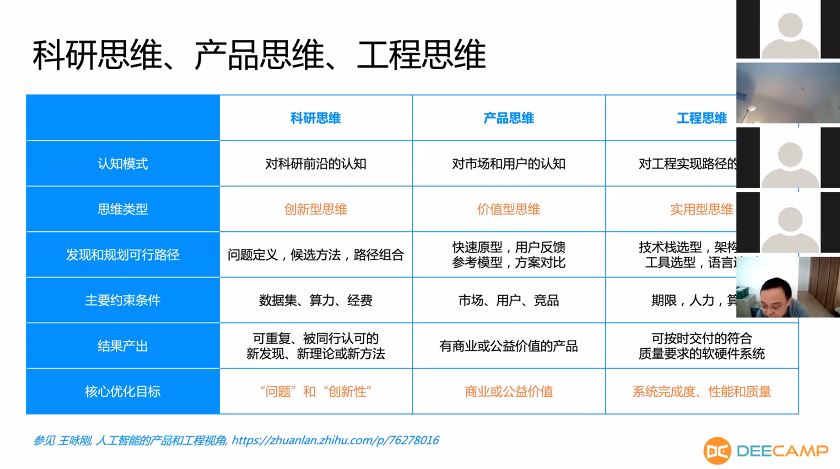 科研思维、产品思维、工程思维
科研思维 产品思维 工程思维
认知模式 对科研前沿的认知 对市场和用户的认知 对工程实现路径的
思维类型 创新型思维 价值型思维 实用型思维
发现和规划可行路径 问题定义，候选方法，路径组合 快速原型，用户反馈 技术栈选型，架构
参考模型，方案对比 工具选型，语言
主要约束条件 数据集、算力、经费 市场、用户、竞品 期限，人力，
结果产出 可重复、被同行认可的 有商业或公益价值的产品 可按时交付的符合
新发现、新理论或新方法 质量要求的软硬件系统
核心优化目标 “问题”和“创新性” 商业或公益价值 系统完成度、性能和质量
参见 王咏刚, 人工智能的产品和工程视角, https://zhuanlan.zhihu.com/p/76278016
DEECAMP